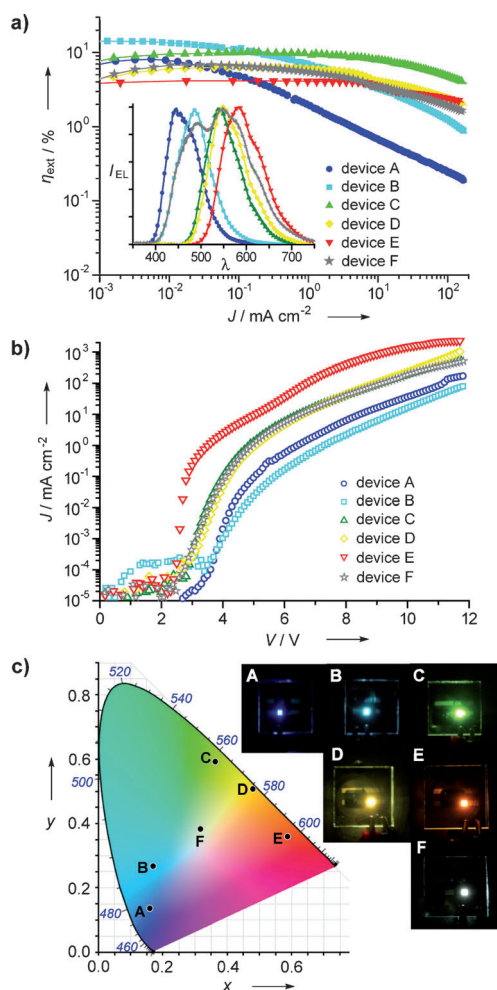 a)
10²
10¹
10⁰
10⁻¹
10⁻²
η_ext / %
I_EL
400 500 600 700
λ
device A
device B
device C
device D
device E
device F
10⁻³ 10⁻² 10⁻¹ 10⁰ 10¹ 10²
J / mA cm⁻²
b)
10³
10²
10¹
10⁰
10⁻¹
10⁻²
10⁻³
10⁻⁴
10⁻⁵
J / mA cm⁻²
device A
device B
device C
device D
device E
device F
0 2 4 6 8 10 12
V / V
c)
0.8
0.6
0.4
0.2
0.0
y
520
540
560
580
600
500
480
460
C
D
F
E
B
A
0.0 0.2 0.4 0.6
x
A B C
D E
F